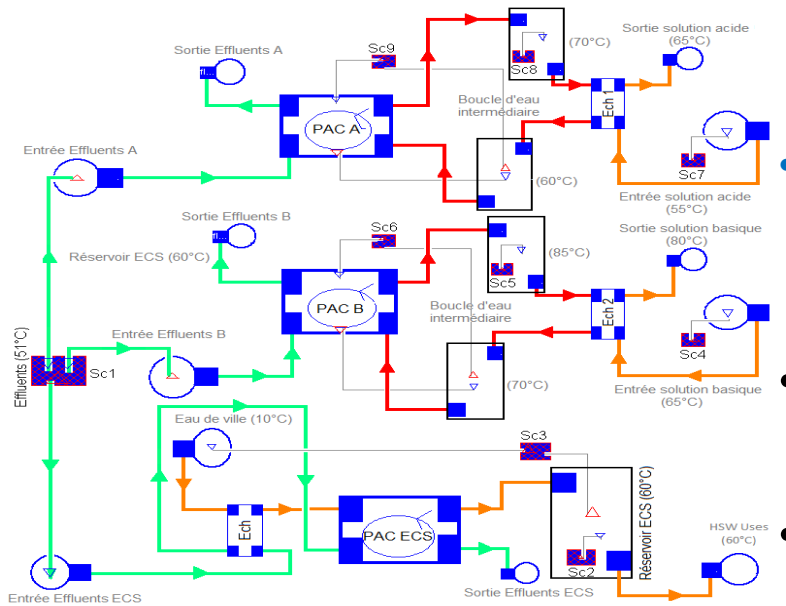 Sortie Effluents A
Sc9
(70°C)
Sc8
Sortie solution acide
(65°C)
PAC A
Boucle d'eau
intermédiaire
Ech 1
Entrée Effluents A
(60°C)
Sc7
Entrée solution acide
(55°C)
Sortie Effluents B
Sc6
Sortie solution basique
(80°C)
Réservoir ECS (60°C)
(85°C)
Sc5
PAC B
Boucle d'eau
intermédiaire
Ech 2
Entrée Effluents B
Sc4
Effluents (51°C)
Sc1
(70°C)
Entrée solution basique
(65°C)
Eau de ville (10°C)
Sc3
Ech
PAC ECS
Réservoir ECS (60°C)
HSW Uses
(60°C)
Sc2
Entrée Effluents ECS
Sortie Effluents ECS